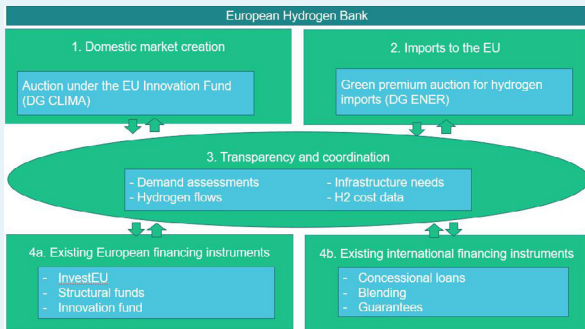 European Hydrogen Bank
1. Domestic market creation
Auction under the EU Innovation Fund
(DG CLIMA)
2. Imports to the EU
Green premium auction for hydrogen
imports (DG ENER)
3. Transparency and coordination
- Demand assessments
- Hydrogen flows
- Infrastructure needs
- H2 cost data
4a. Existing European financing instruments
- InvestEU
- Structural funds
- Innovation fund
4b. Existing international financing instruments
- Concessional loans
- Blending
- Guarantees